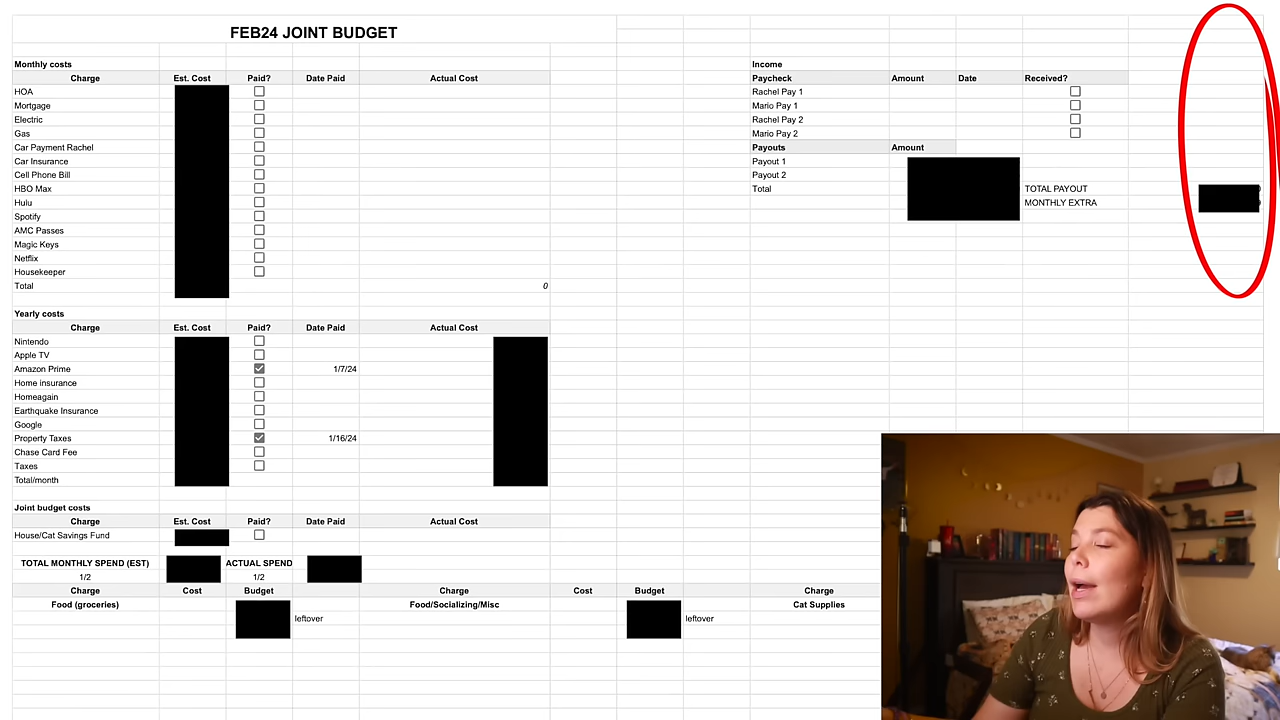 FEB24 JOINT BUDGET
Monthly costs
Charge Est. Cost Paid? Date Paid Actual Cost
HOA
Mortgage
Electric
Gas
Car Payment Rachel
Car Insurance
Cell Phone Bill
HBO Max
Hulu
Spotify
AMC Passes
Magic Keys
Netflix
Housekeeper
Total 0
Yearly costs
Charge Est. Cost Paid? Date Paid Actual Cost
Nintendo
Apple TV
Amazon Prime 1/7/24
Home insurance
Homeagain
Earthquake Insurance
Google
Property Taxes 1/16/24
Chase Card Fee
Taxes
Total/month
Joint budget costs
Charge Est. Cost Paid? Date Paid Actual Cost
House/Cat Savings Fund
TOTAL MONTHLY SPEND (EST) ACTUAL SPEND
1/2 1/2
Charge Cost Budget Charge Cost Budget Charge
Food (groceries) Food/Socializing/Misc Cat Supplies
leftover leftover
Income
Paycheck Amount Date Received?
Rachel Pay 1
Mario Pay 1
Rachel Pay 2
Mario Pay 2
Payouts Amount
Payout 1
Payout 2
Total TOTAL PAYOUT
MONTHLY EXTRA